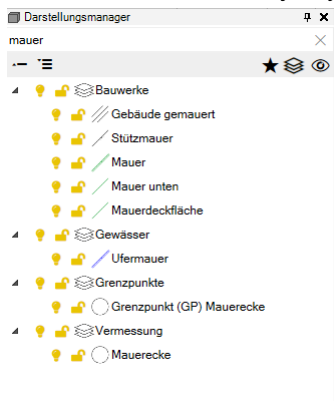 Darstellungsmanager
mauer
Bauwerke
Gebäude gemauert
Stützmauer
Mauer
Mauer unten
Mauerdeckfläche
Gewässer
Ufermauer
Grenzpunkte
Grenzpunkt (GP) Mauerecke
Vermessung
Mauerecke